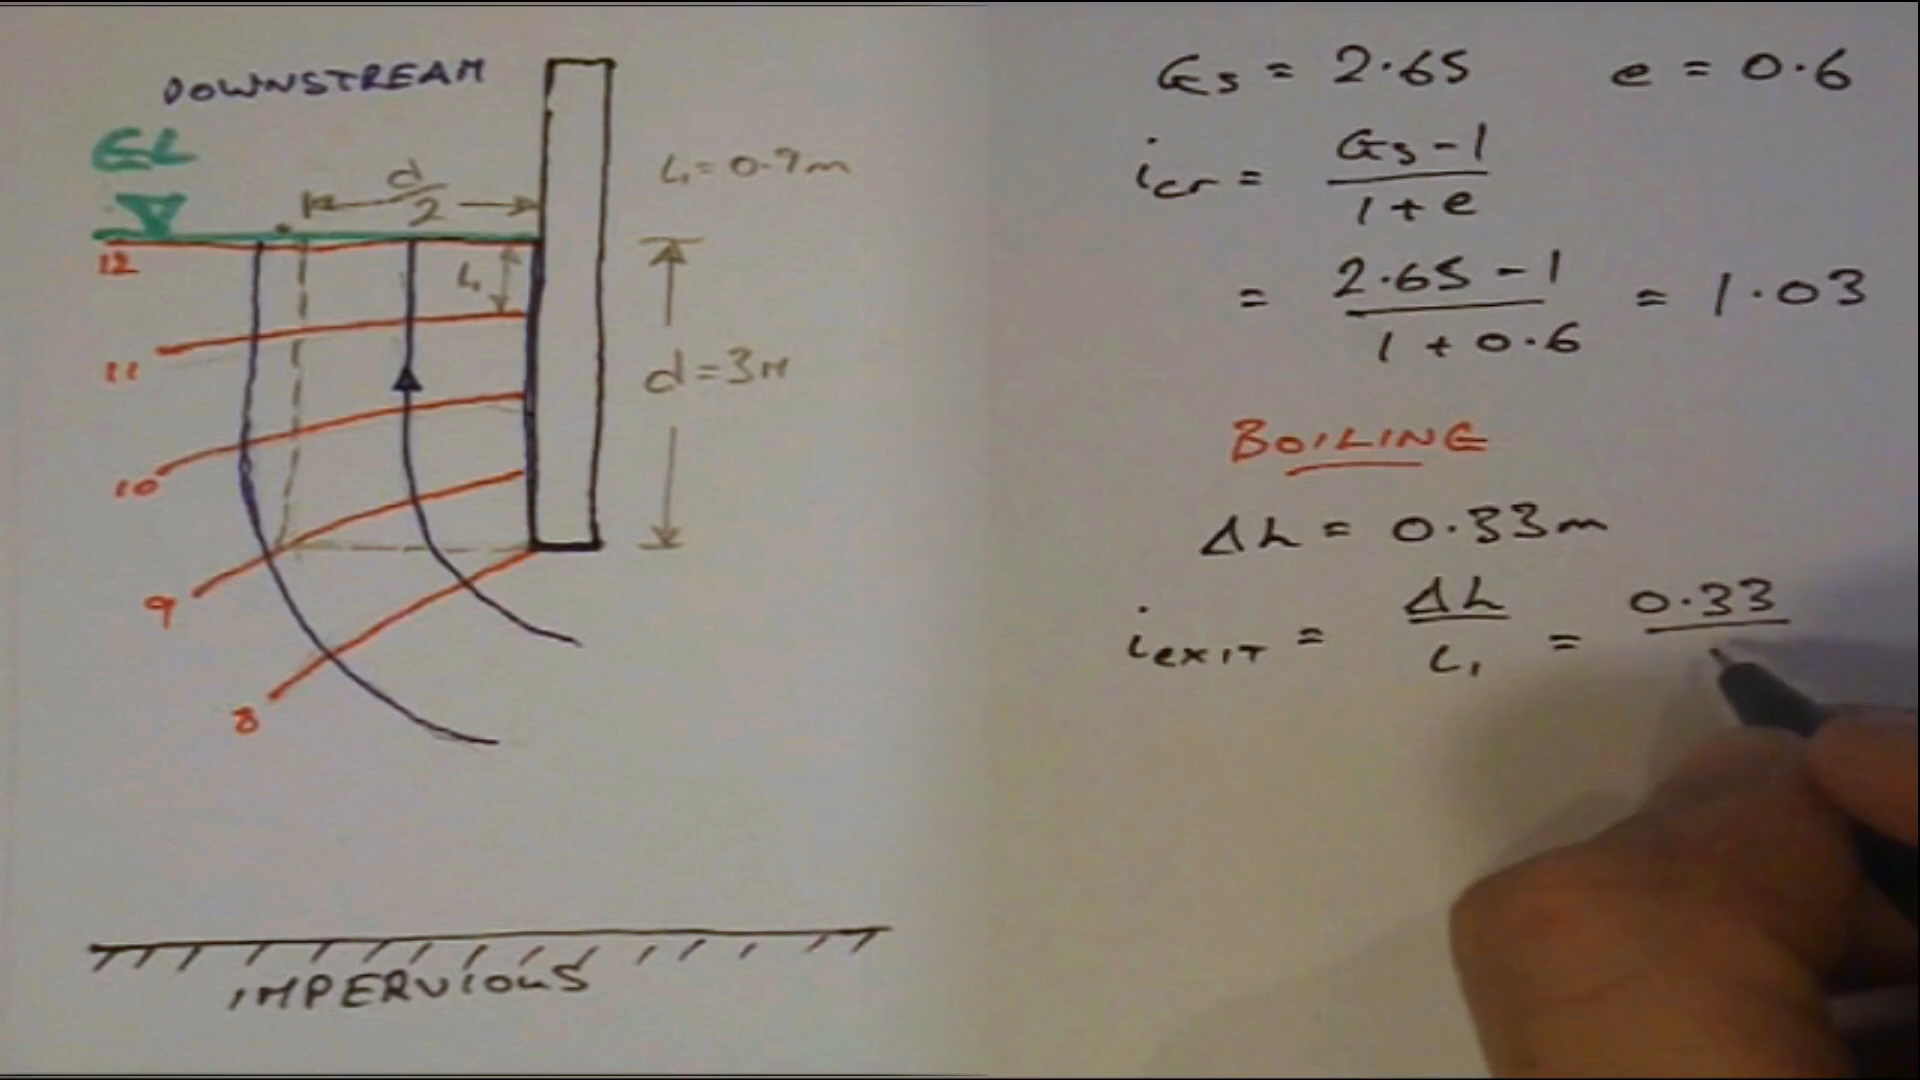 DOWNSTREAM
GL
d/2
L₁ = 0.9m
12
L₁
11
d = 3M
10
9
8
IMPERVIOUS
Gs = 2.65 e = 0.6
icr = Gs - 1 / 1 + e
= 2.65 - 1 / 1 + 0.6 = 1.03
BOILING
Δh = 0.33m
iEXIT = Δh / L₁ = 0.33